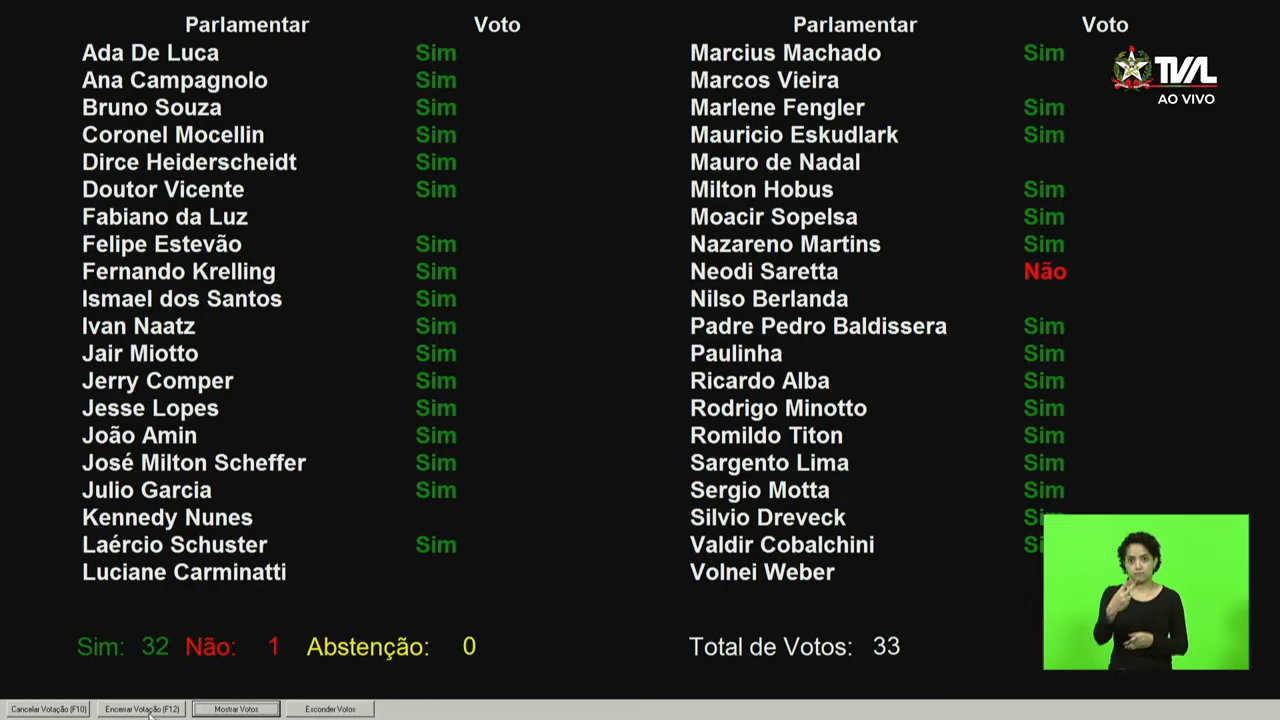 Parlamentar Voto Parlamentar Voto
Ada De Luca Sim Marcius Machado Sim
Ana Campagnolo Sim Marcos Vieira
TVAL
AO VIVO
Bruno Souza Sim Marlene Fengler Sim
Coronel Mocellin Sim Mauricio Eskudlark Sim
Dirce Heiderscheidt Sim Mauro de Nadal
Doutor Vicente Sim Milton Hobus Sim
Fabiano da Luz Moacir Sopelsa Sim
Felipe Estevão Sim Nazareno Martins Sim
Fernando Krelling Sim Neodi Saretta Não
Ismael dos Santos Sim Nilso Berlanda
Ivan Naatz Sim Padre Pedro Baldissera Sim
Jair Miotto Sim Paulinha Sim
Jerry Comper Sim Ricardo Alba Sim
Jesse Lopes Sim Rodrigo Minotto Sim
João Amin Sim Romildo Titon Sim
José Milton Scheffer Sim Sargento Lima Sim
Julio Garcia Sim Sergio Motta Sim
Kennedy Nunes Silvio Dreveck
Laércio Schuster Sim Valdir Cobalchini
Luciane Carminatti Volnei Weber
Sim: 32 Não: 1 Abstenção: 0 Total de Votos: 33
Cancelar Votação (F10) Encerrar Votação (F12) Mostrar Votos Esconder Votos